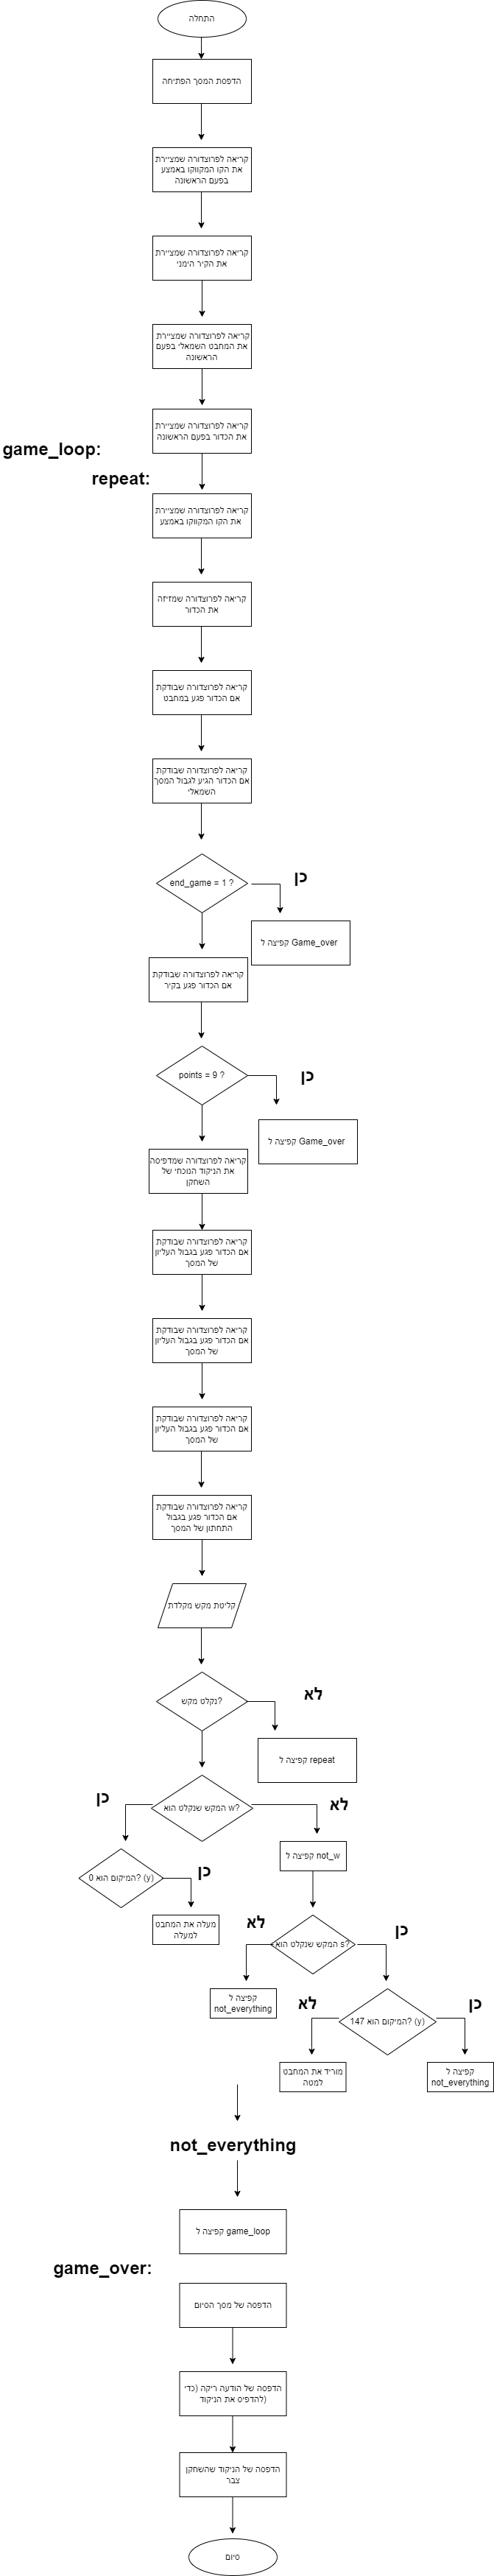 התחלה
הדפסת המסך הפתיחה
קריאה לפרוצדורה שמציירת
את הקו המקווקו באמצע
בפעם הראשונה
קריאה לפרוצדורה שמציירת
את הקיר הימני
קריאה לפרוצדורה שמציירת
את המחבט השמאלי בפעם
הראשונה
קריאה לפרוצדורה שמציירת
את הכדור בפעם הראשונה
game_loop:
repeat:
קריאה לפרוצדורה שמציירת
את הקו המקווקו באמצע
קריאה לפרוצדורה שמזיזה
את הכדור
קריאה לפרוצדורה שבודקת
אם הכדור פגע במחבט
קריאה לפרוצדורה שבודקת
אם הכדור הגיע לגבול המסך
השמאלי
end_game = 1 ?
כן
קפיצה ל Game_over
קריאה לפרוצדורה שבודקת
אם הכדור פגע בקיר
points = 9 ?
כן
קפיצה ל Game_over
קריאה לפרוצדורה שמדפיסה
את הניקוד הנוכחי של
השחקן
קריאה לפרוצדורה שבודקת
אם הכדור פגע בגבול העליון
של המסך
קריאה לפרוצדורה שבודקת
אם הכדור פגע בגבול העליון
של המסך
קריאה לפרוצדורה שבודקת
אם הכדור פגע בגבול העליון
של המסך
קריאה לפרוצדורה שבודקת
אם הכדור פגע בגבול
התחתון של המסך
קליטת מקש מקלדת
נקלט מקש?
לא
קפיצה ל repeat
כן
המקש שנקלט הוא w?
לא
קפיצה ל not_w
המיקום הוא 0? (y)
כן
מעלה את המחבט
למעלה
לא
המקש שנקלט הוא s?
כן
קפיצה ל
not_everything
לא
המיקום הוא 147? (y)
כן
מוריד את המחבט
למטה
קפיצה ל
not_everything
not_everything
קפיצה ל game_loop
game_over:
הדפסה של מסך הסיום
הדפסה של הודעה ריקה (כדי
להדפיס את הניקוד)
הדפסה של הניקוד שהשחקן
צבר
סיום